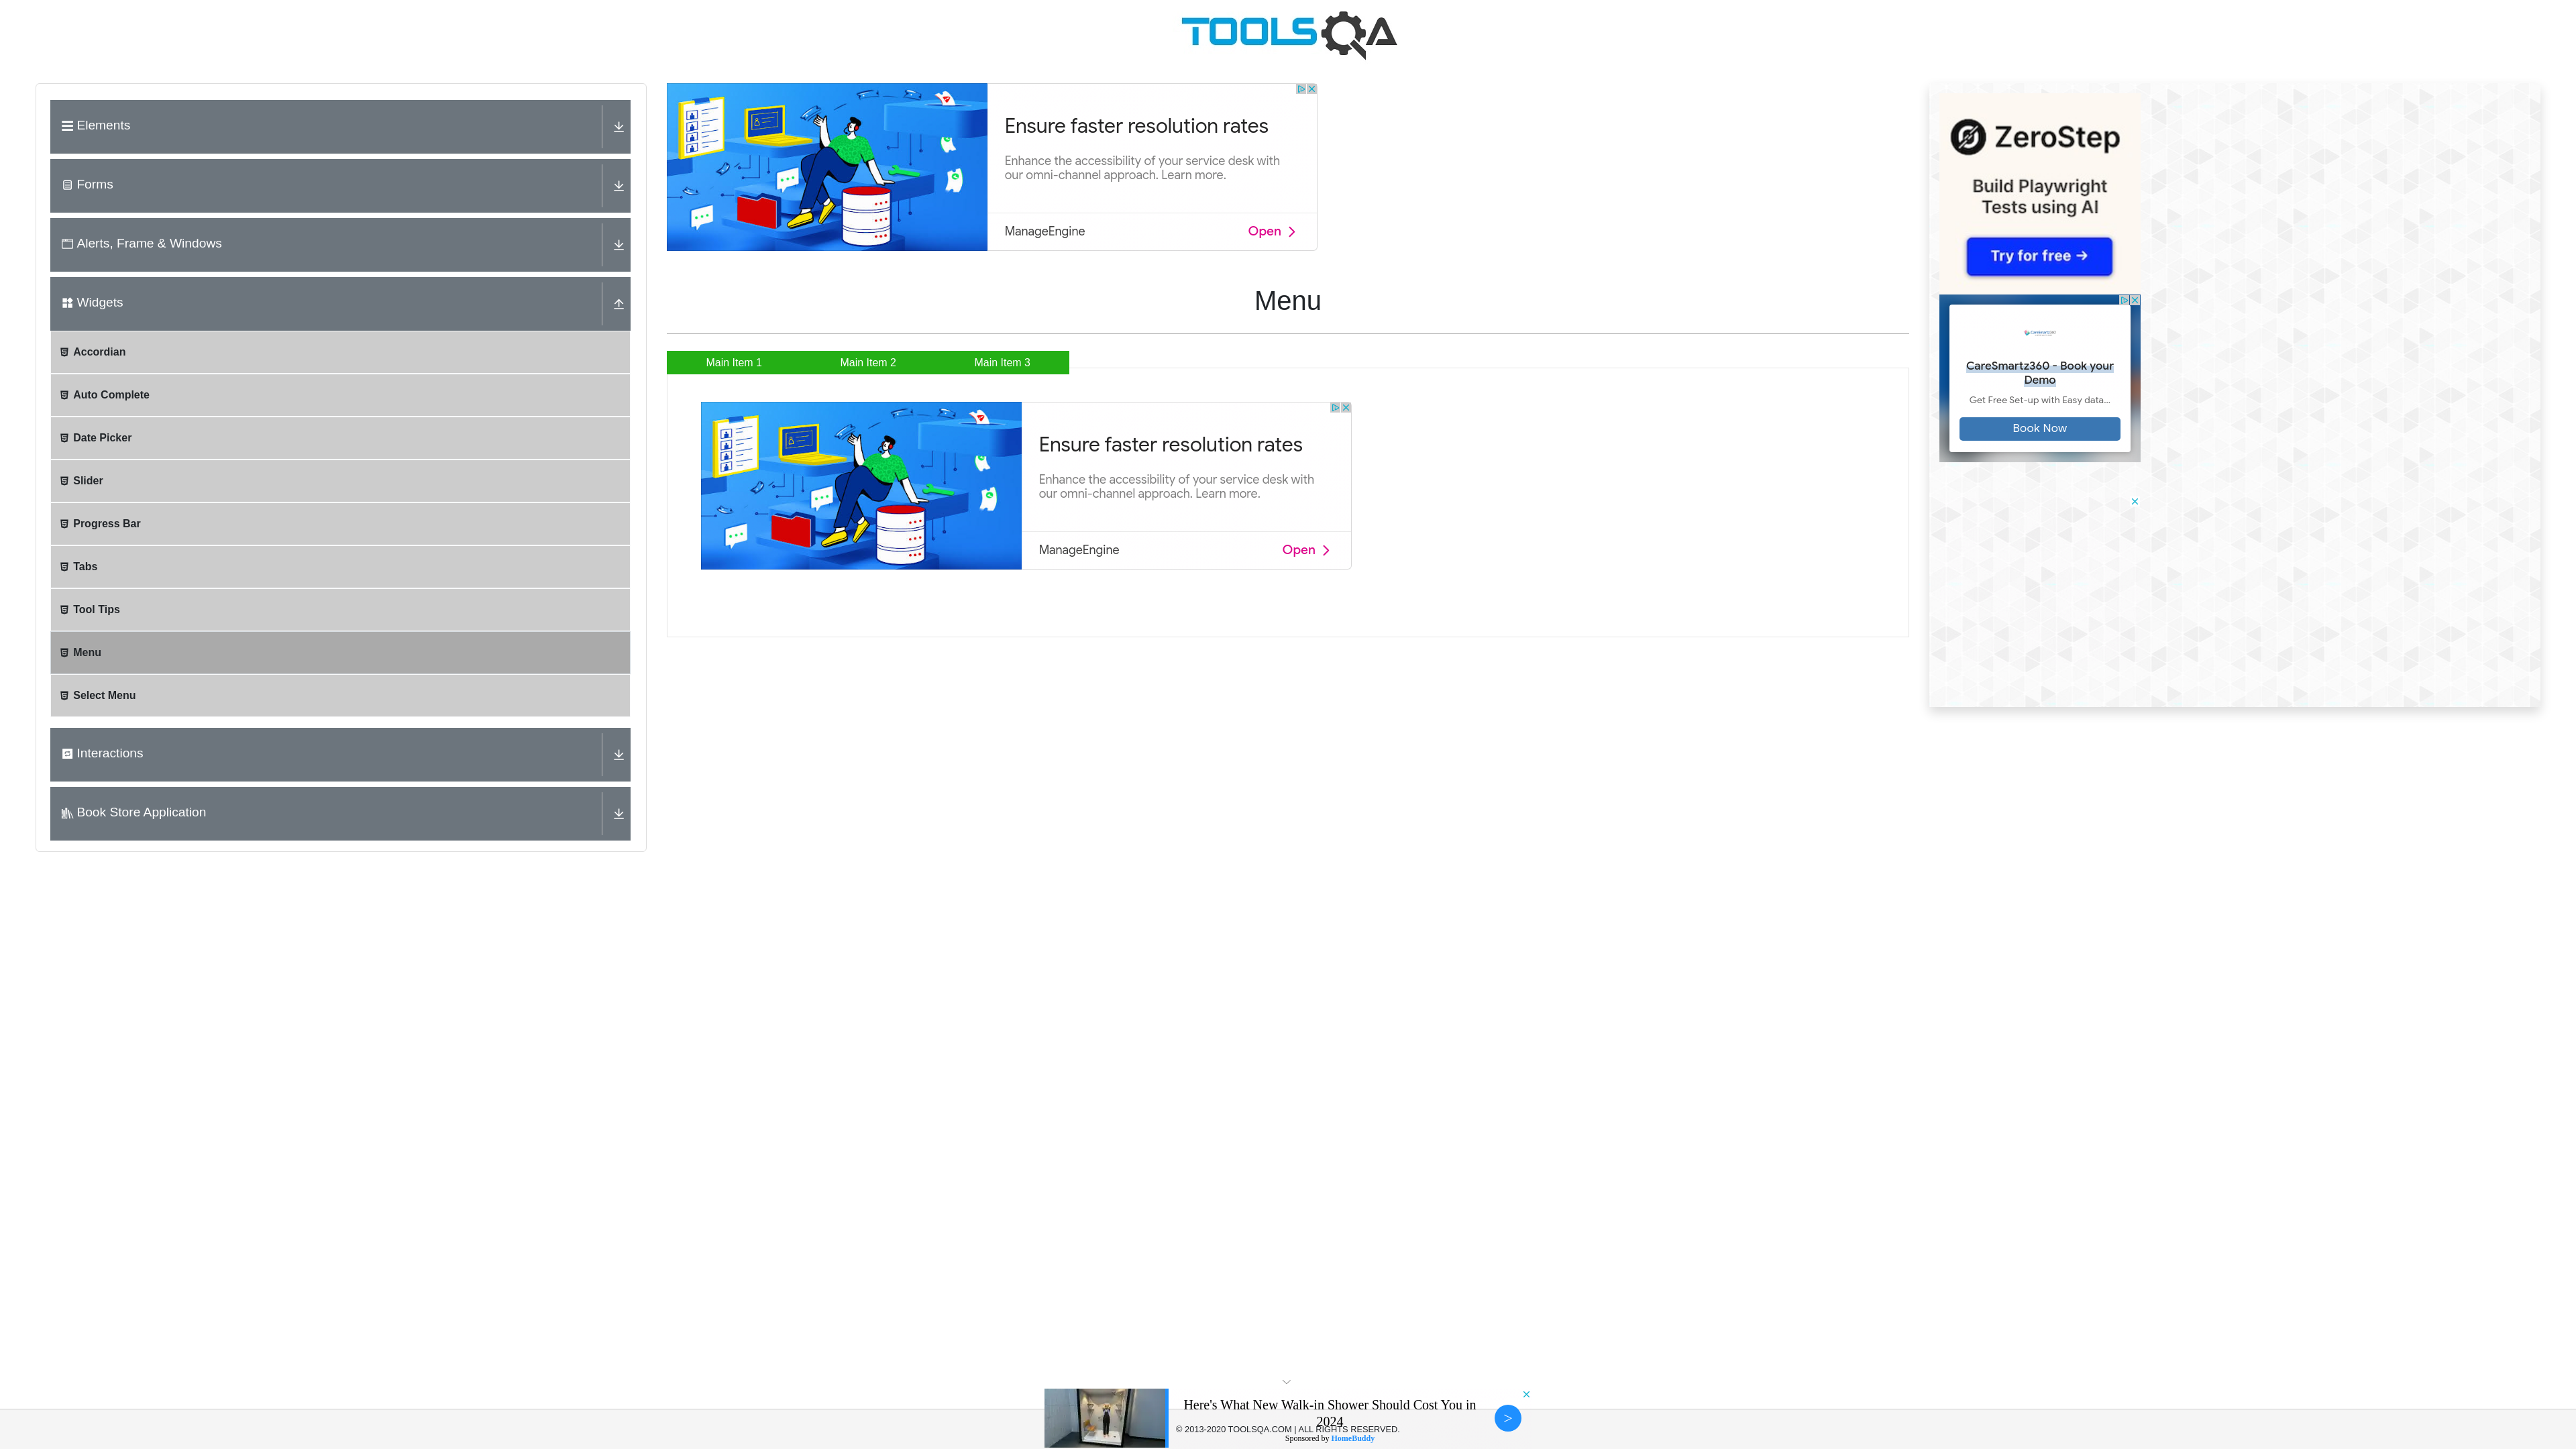 TOOLSQA
Elements
Forms
Alerts, Frame & Windows
Widgets
Accordian
Auto Complete
Date Picker
Slider
Progress Bar
Tabs
Tool Tips
Menu
Select Menu
Interactions
Book Store Application
Ensure faster resolution rates
Enhance the accessibility of your service desk with
our omni-channel approach. Learn more.
ManageEngine
Open
Menu
Main Item 1
Main Item 2
Main Item 3
Ensure faster resolution rates
Enhance the accessibility of your service desk with
our omni-channel approach. Learn more.
ManageEngine
Open
ZeroStep
Build Playwright
Tests using AI
Try for free →
CareSmartz360 - Book your
Demo
Get Free Set-up with Easy data...
Book Now
Here's What New Walk-in Shower Should Cost You in
2024
© 2013-2020 TOOLSQA.COM | ALL RIGHTS RESERVED.
Sponsored by HomeBuddy